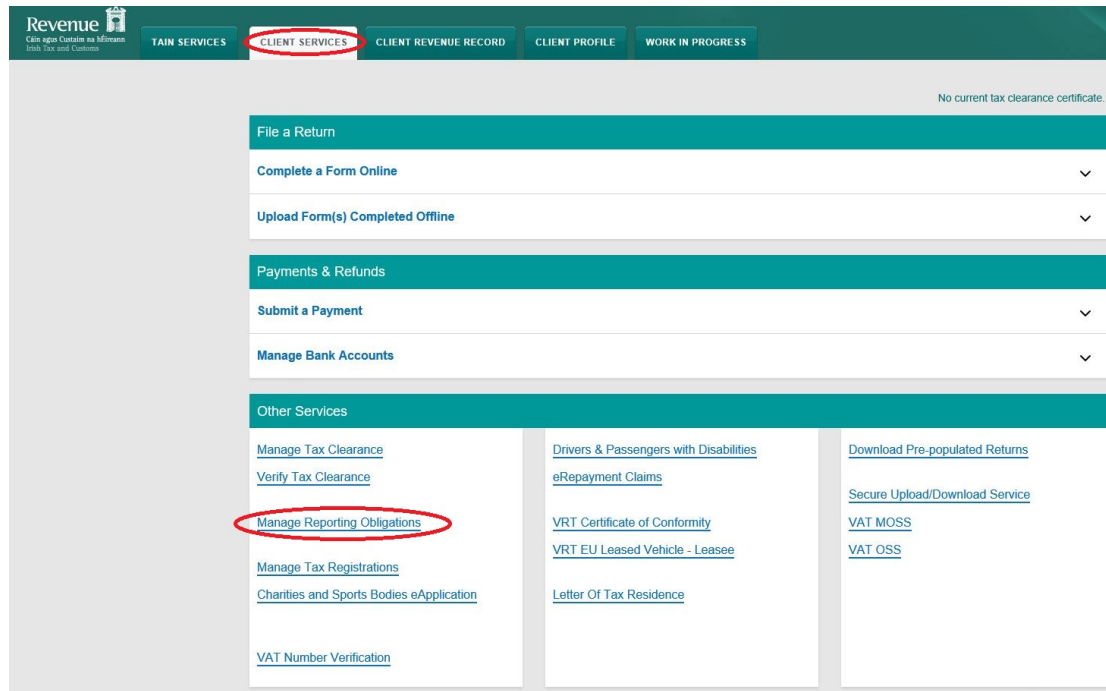 Revenue
Cáin agus Custaim na hÉireann
Irish Tax and Customs
TAIN SERVICES
CLIENT SERVICES
CLIENT REVENUE RECORD
CLIENT PROFILE
WORK IN PROGRESS
No current tax clearance certificate.
File a Return
Complete a Form Online
Upload Form(s) Completed Offline
Payments & Refunds
Submit a Payment
Manage Bank Accounts
Other Services
Manage Tax Clearance
Verify Tax Clearance
Manage Reporting Obligations
Manage Tax Registrations
Charities and Sports Bodies eApplication
VAT Number Verification
Drivers & Passengers with Disabilities
eRepayment Claims
VRT Certificate of Conformity
VRT EU Leased Vehicle - Leasee
Letter Of Tax Residence
Download Pre-populated Returns
Secure Upload/Download Service
VAT MOSS
VAT OSS